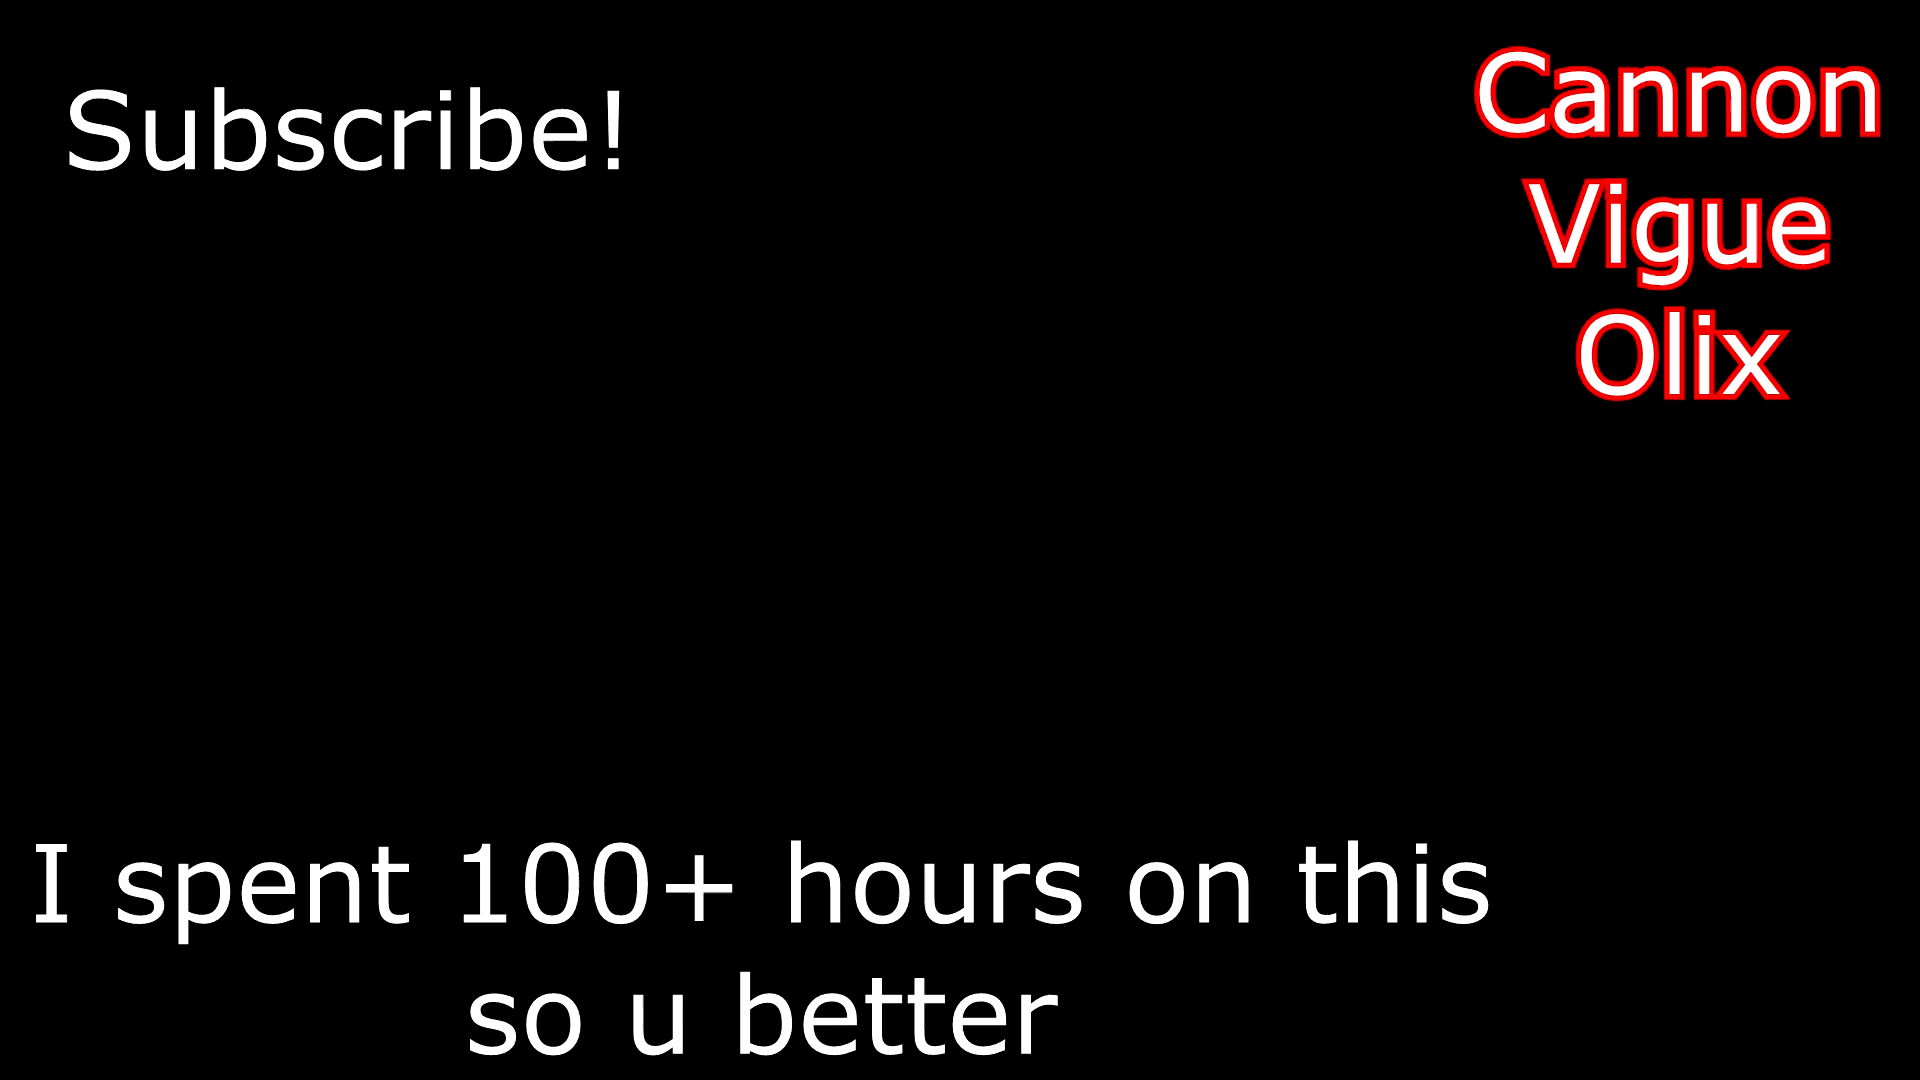 Subscribe!
Cannon
Vigue
Olix
I spent 100+ hours on this
so u better